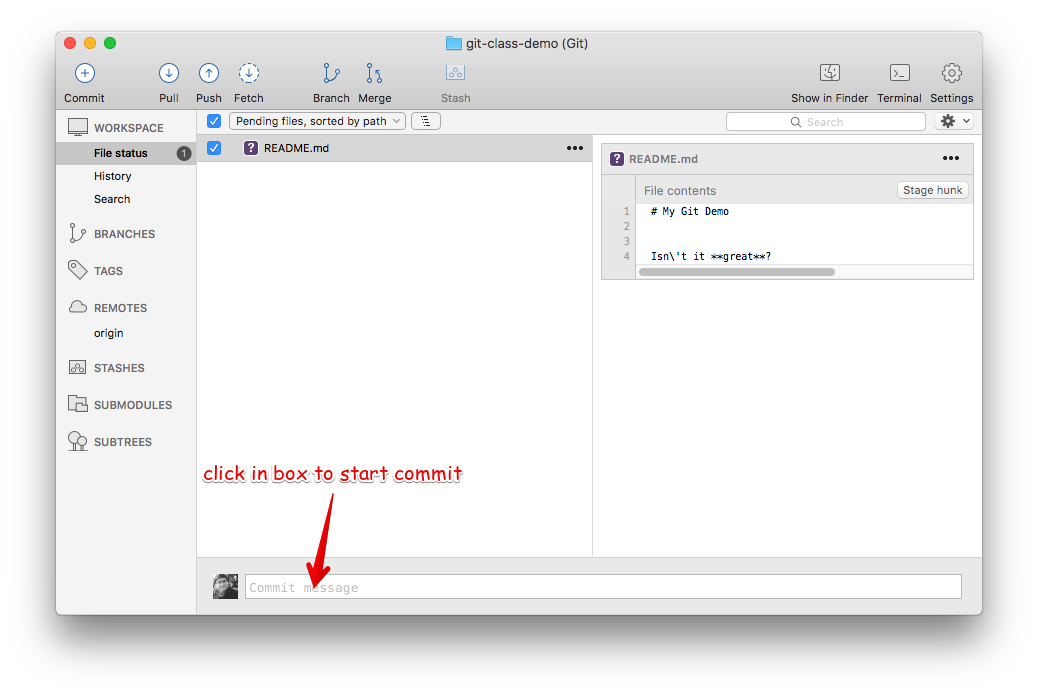 git-class-demo (Git)
Commit Pull Push Fetch Branch Merge Stash Show in Finder Terminal Settings
WORKSPACE
File status 1
History
Search
BRANCHES
TAGS
REMOTES
origin
STASHES
SUBMODULES
SUBTREES
Pending files, sorted by path
Search
? README.md •••
? README.md •••
File contents Stage hunk
1 # My Git Demo
2
3
4 Isn\'t it **great**?
click in box to start commit
Commit message